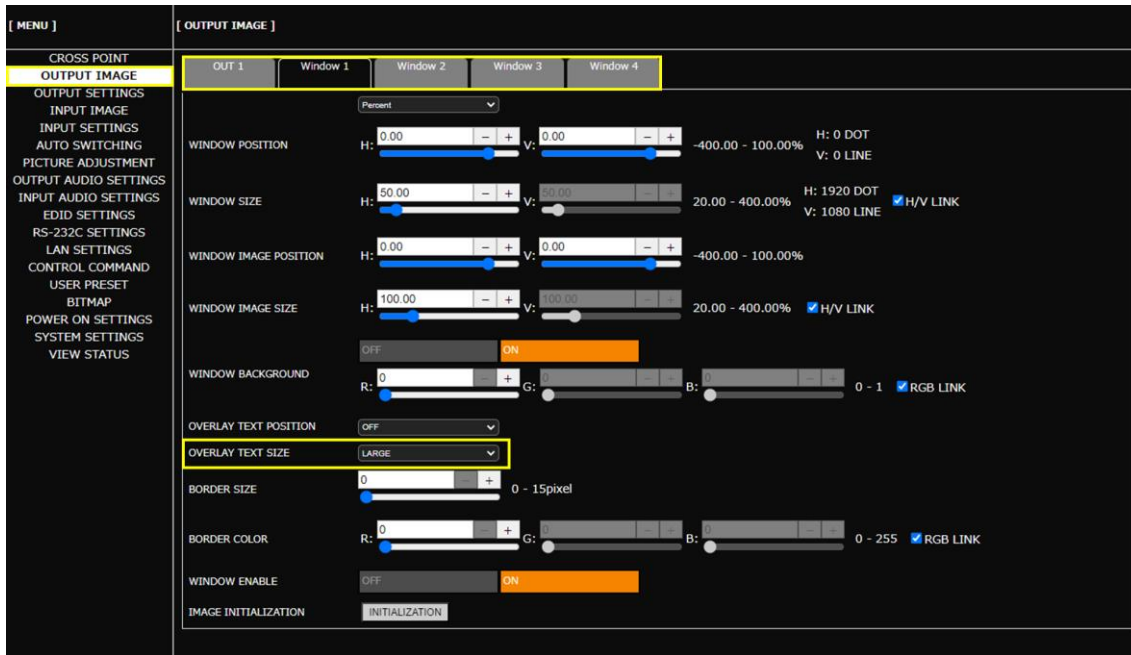 [ MENU ]
[ OUTPUT IMAGE ]
CROSS POINT
OUTPUT IMAGE
OUTPUT SETTINGS
INPUT IMAGE
INPUT SETTINGS
AUTO SWITCHING
PICTURE ADJUSTMENT
OUTPUT AUDIO SETTINGS
INPUT AUDIO SETTINGS
EDID SETTINGS
RS-232C SETTINGS
LAN SETTINGS
CONTROL COMMAND
USER PRESET
BITMAP
POWER ON SETTINGS
SYSTEM SETTINGS
VIEW STATUS
OUT 1 Window 1 Window 2 Window 3 Window 4
Percent
WINDOW POSITION H: 0.00 - + V: 0.00 - + -400.00 - 100.00% H: 0 DOT
V: 0 LINE
WINDOW SIZE H: 50.00 - + V: 50.00 - + 20.00 - 400.00% H: 1920 DOT
V: 1080 LINE H/V LINK
WINDOW IMAGE POSITION H: 0.00 - + V: 0.00 - + -400.00 - 100.00%
WINDOW IMAGE SIZE H: 100.00 - + V: 100.00 - + 20.00 - 400.00% H/V LINK
OFF ON
WINDOW BACKGROUND R: 0 - + G: 0 - + B: 0 - + 0 - 1 RGB LINK
OVERLAY TEXT POSITION OFF
OVERLAY TEXT SIZE LARGE
BORDER SIZE 0 - + 0 - 15pixel
BORDER COLOR R: 0 - + G: 0 - + B: 0 - + 0 - 255 RGB LINK
WINDOW ENABLE OFF ON
IMAGE INITIALIZATION INITIALIZATION